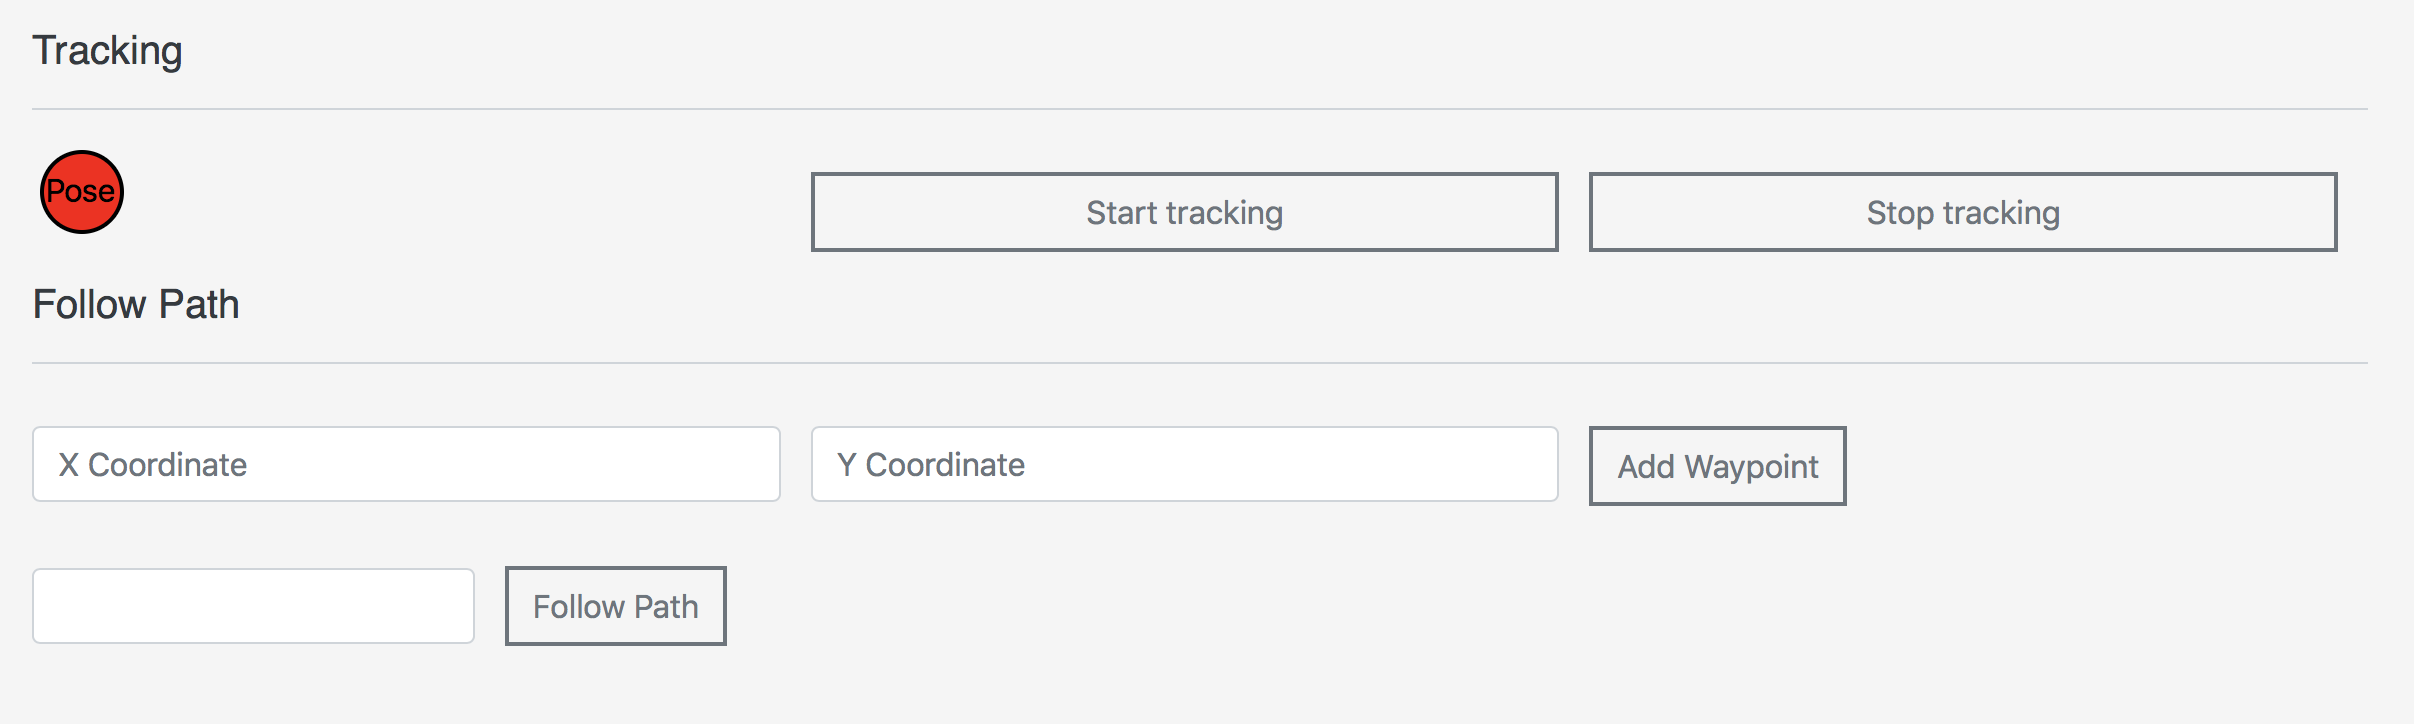 Tracking
Pose
Start tracking
Stop tracking
Follow Path
X Coordinate
Y Coordinate
Add Waypoint
Follow Path